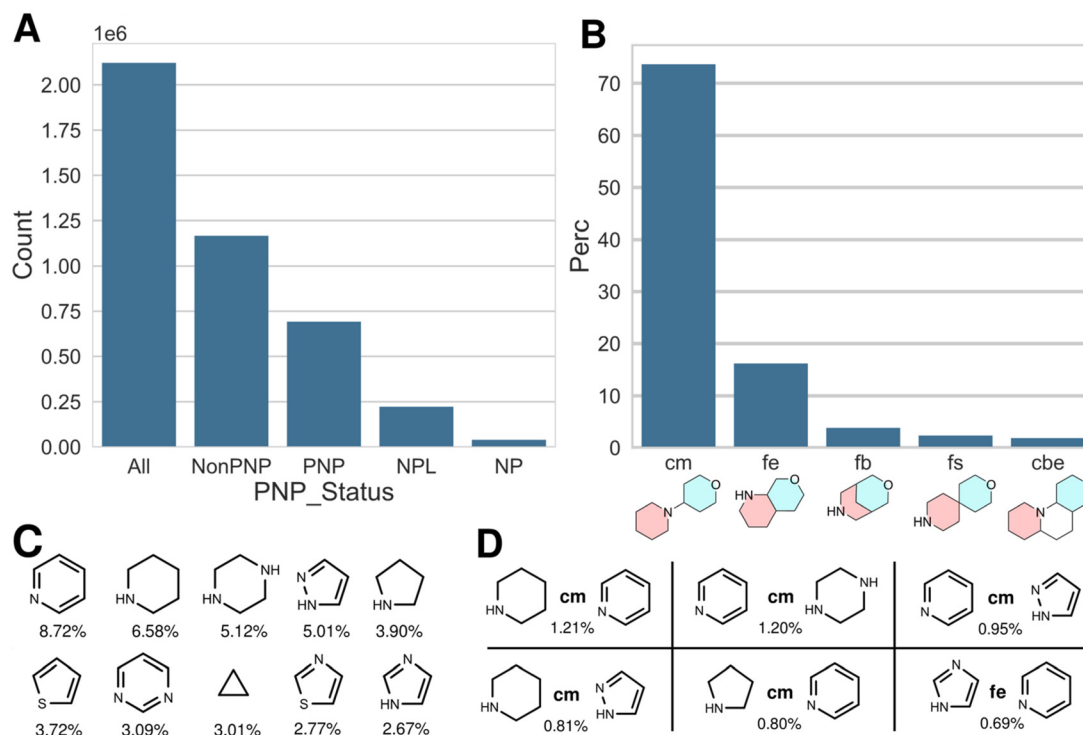 A
1e6
2.00
1.75
1.50
1.25
1.00
0.75
0.50
0.25
0.00
Count
All NonPNP PNP NPL NP
PNP_Status
B
70
60
50
40
30
20
10
0
Perc
cm fe fb fs cbe
N O
HN O
HN O
HN O
N O
C
N HN NH HN N HN HN
8.72% 6.58% 5.12% 5.01% 3.90%
S N N N S N HN
3.72% 3.09% 3.01% 2.77% 2.67%
D
HN cm N
1.21%
N cm HN NH
1.20%
N cm N HN
0.95%
HN cm N HN
0.81%
HN cm N
0.80%
N HN fe N
0.69%